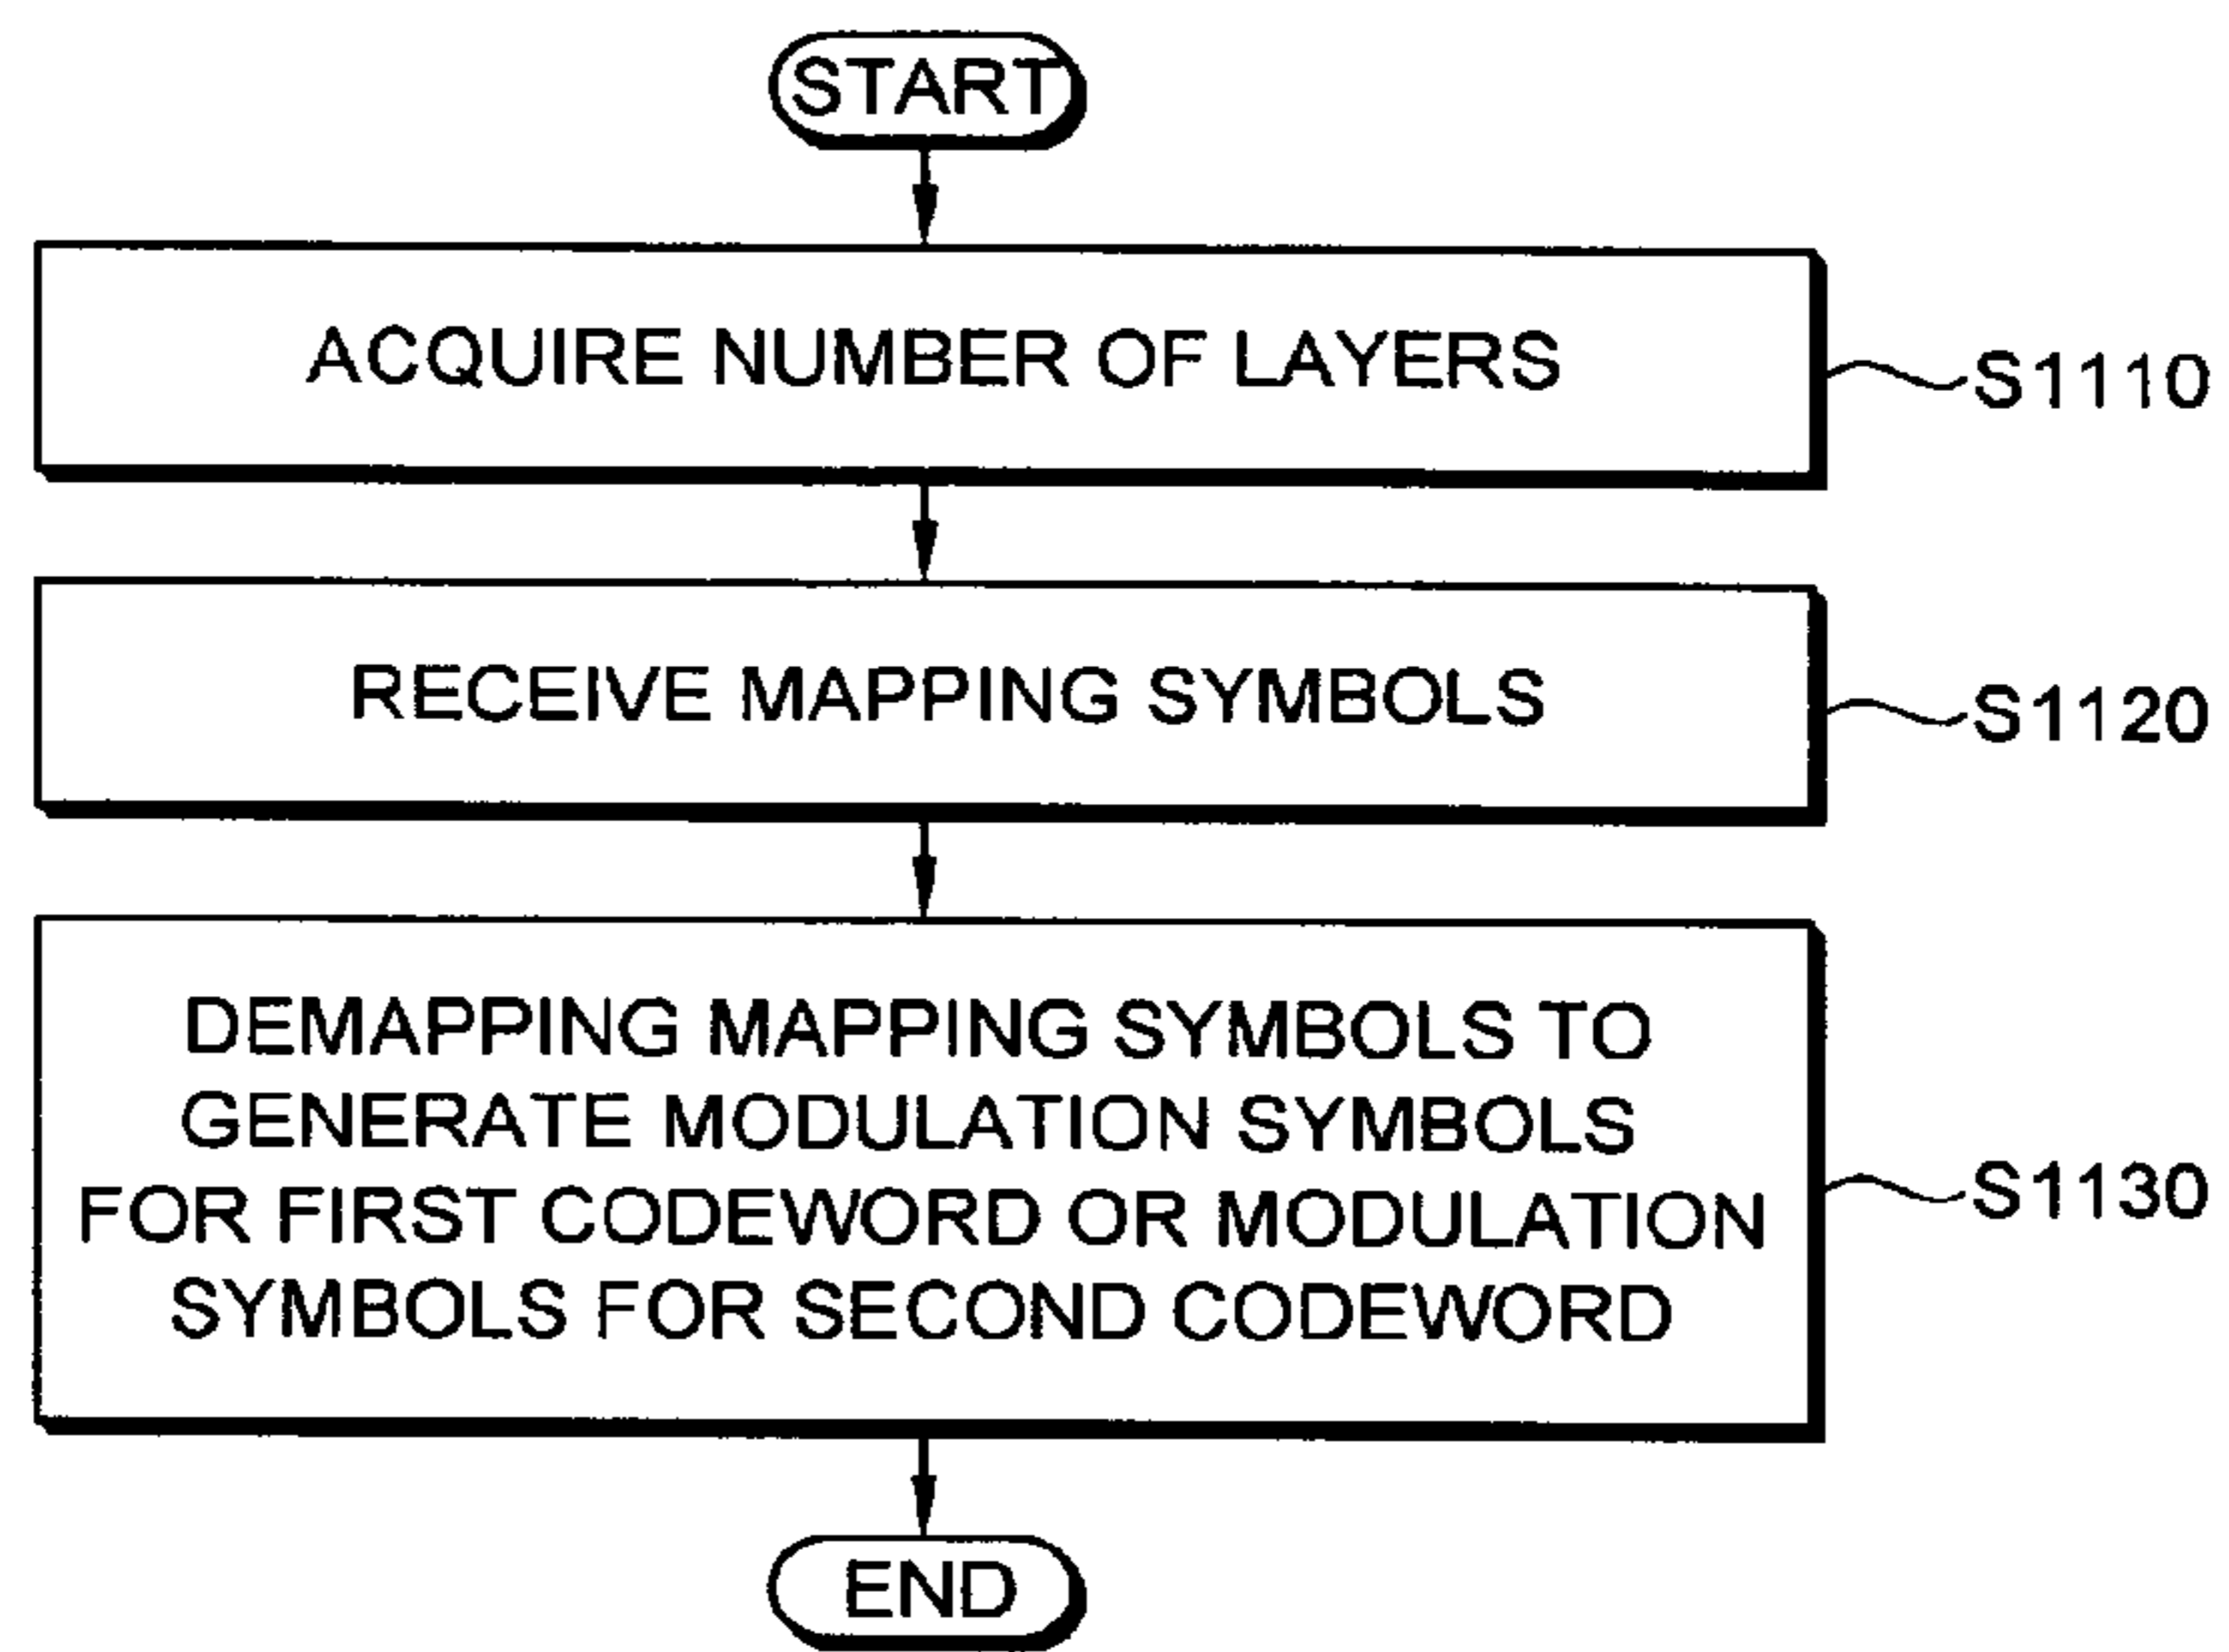 START
ACQUIRE NUMBER OF LAYERS
S1110
RECEIVE MAPPING SYMBOLS
S1120
DEMAPPING MAPPING SYMBOLS TO
GENERATE MODULATION SYMBOLS
FOR FIRST CODEWORD OR MODULATION
SYMBOLS FOR SECOND CODEWORD
S1130
END